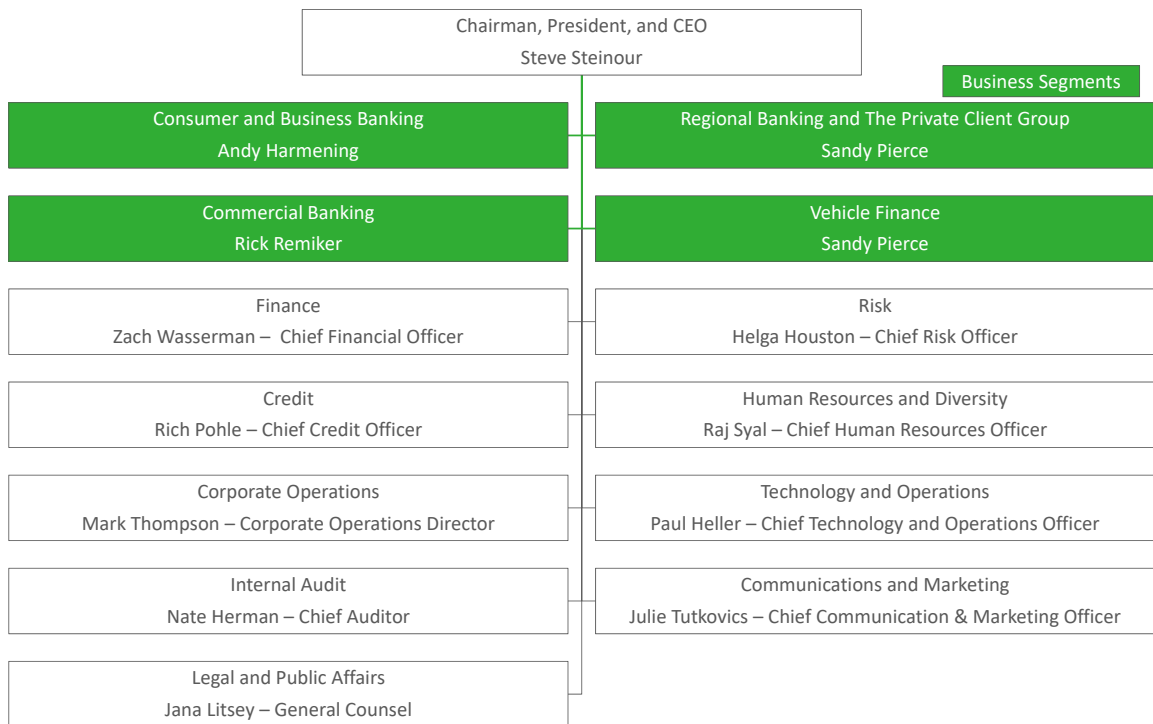 Chairman, President, and CEO
Steve Steinour
Business Segments
Consumer and Business Banking
Andy Harmening
Regional Banking and The Private Client Group
Sandy Pierce
Commercial Banking
Rick Remiker
Vehicle Finance
Sandy Pierce
Finance
Zach Wasserman –  Chief Financial Officer
Risk
Helga Houston – Chief Risk Officer
Credit
Rich Pohle – Chief Credit Officer
Human Resources and Diversity
Raj Syal – Chief Human Resources Officer
Corporate Operations
Mark Thompson – Corporate Operations Director
Technology and Operations
Paul Heller – Chief Technology and Operations Officer
Internal Audit
Nate Herman – Chief Auditor
Communications and Marketing
Julie Tutkovics – Chief Communication & Marketing Officer
Legal and Public Affairs
Jana Litsey – General Counsel